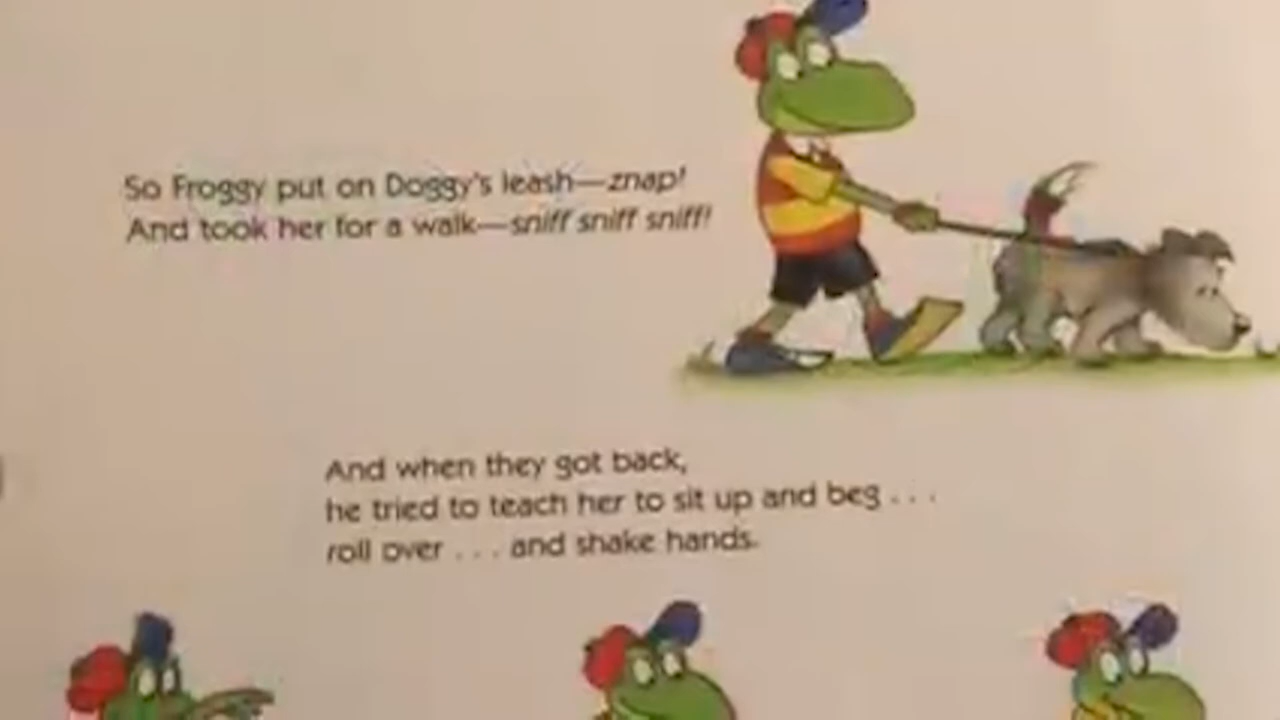 So Froggy put on Doggy's leash—znap!
And took her for a walk—sniff sniff sniff!
And when they got back,
he tried to teach her to sit up and beg . . .
roll over . . . and shake hands.